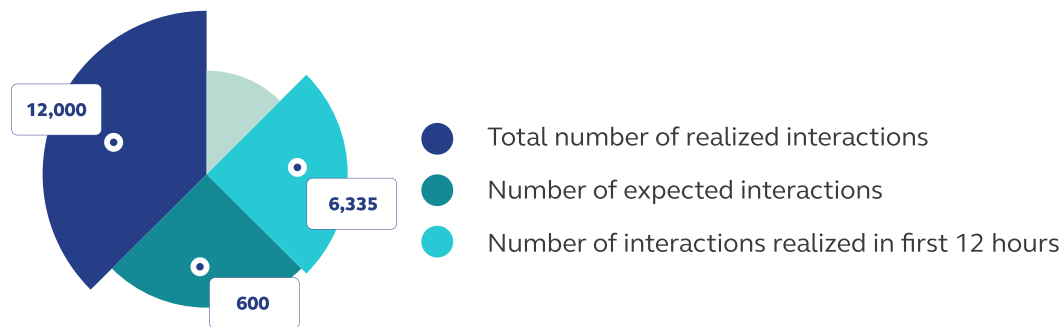 12,000
6,335
600
Total number of realized interactions
Number of expected interactions
Number of interactions realized in first 12 hours